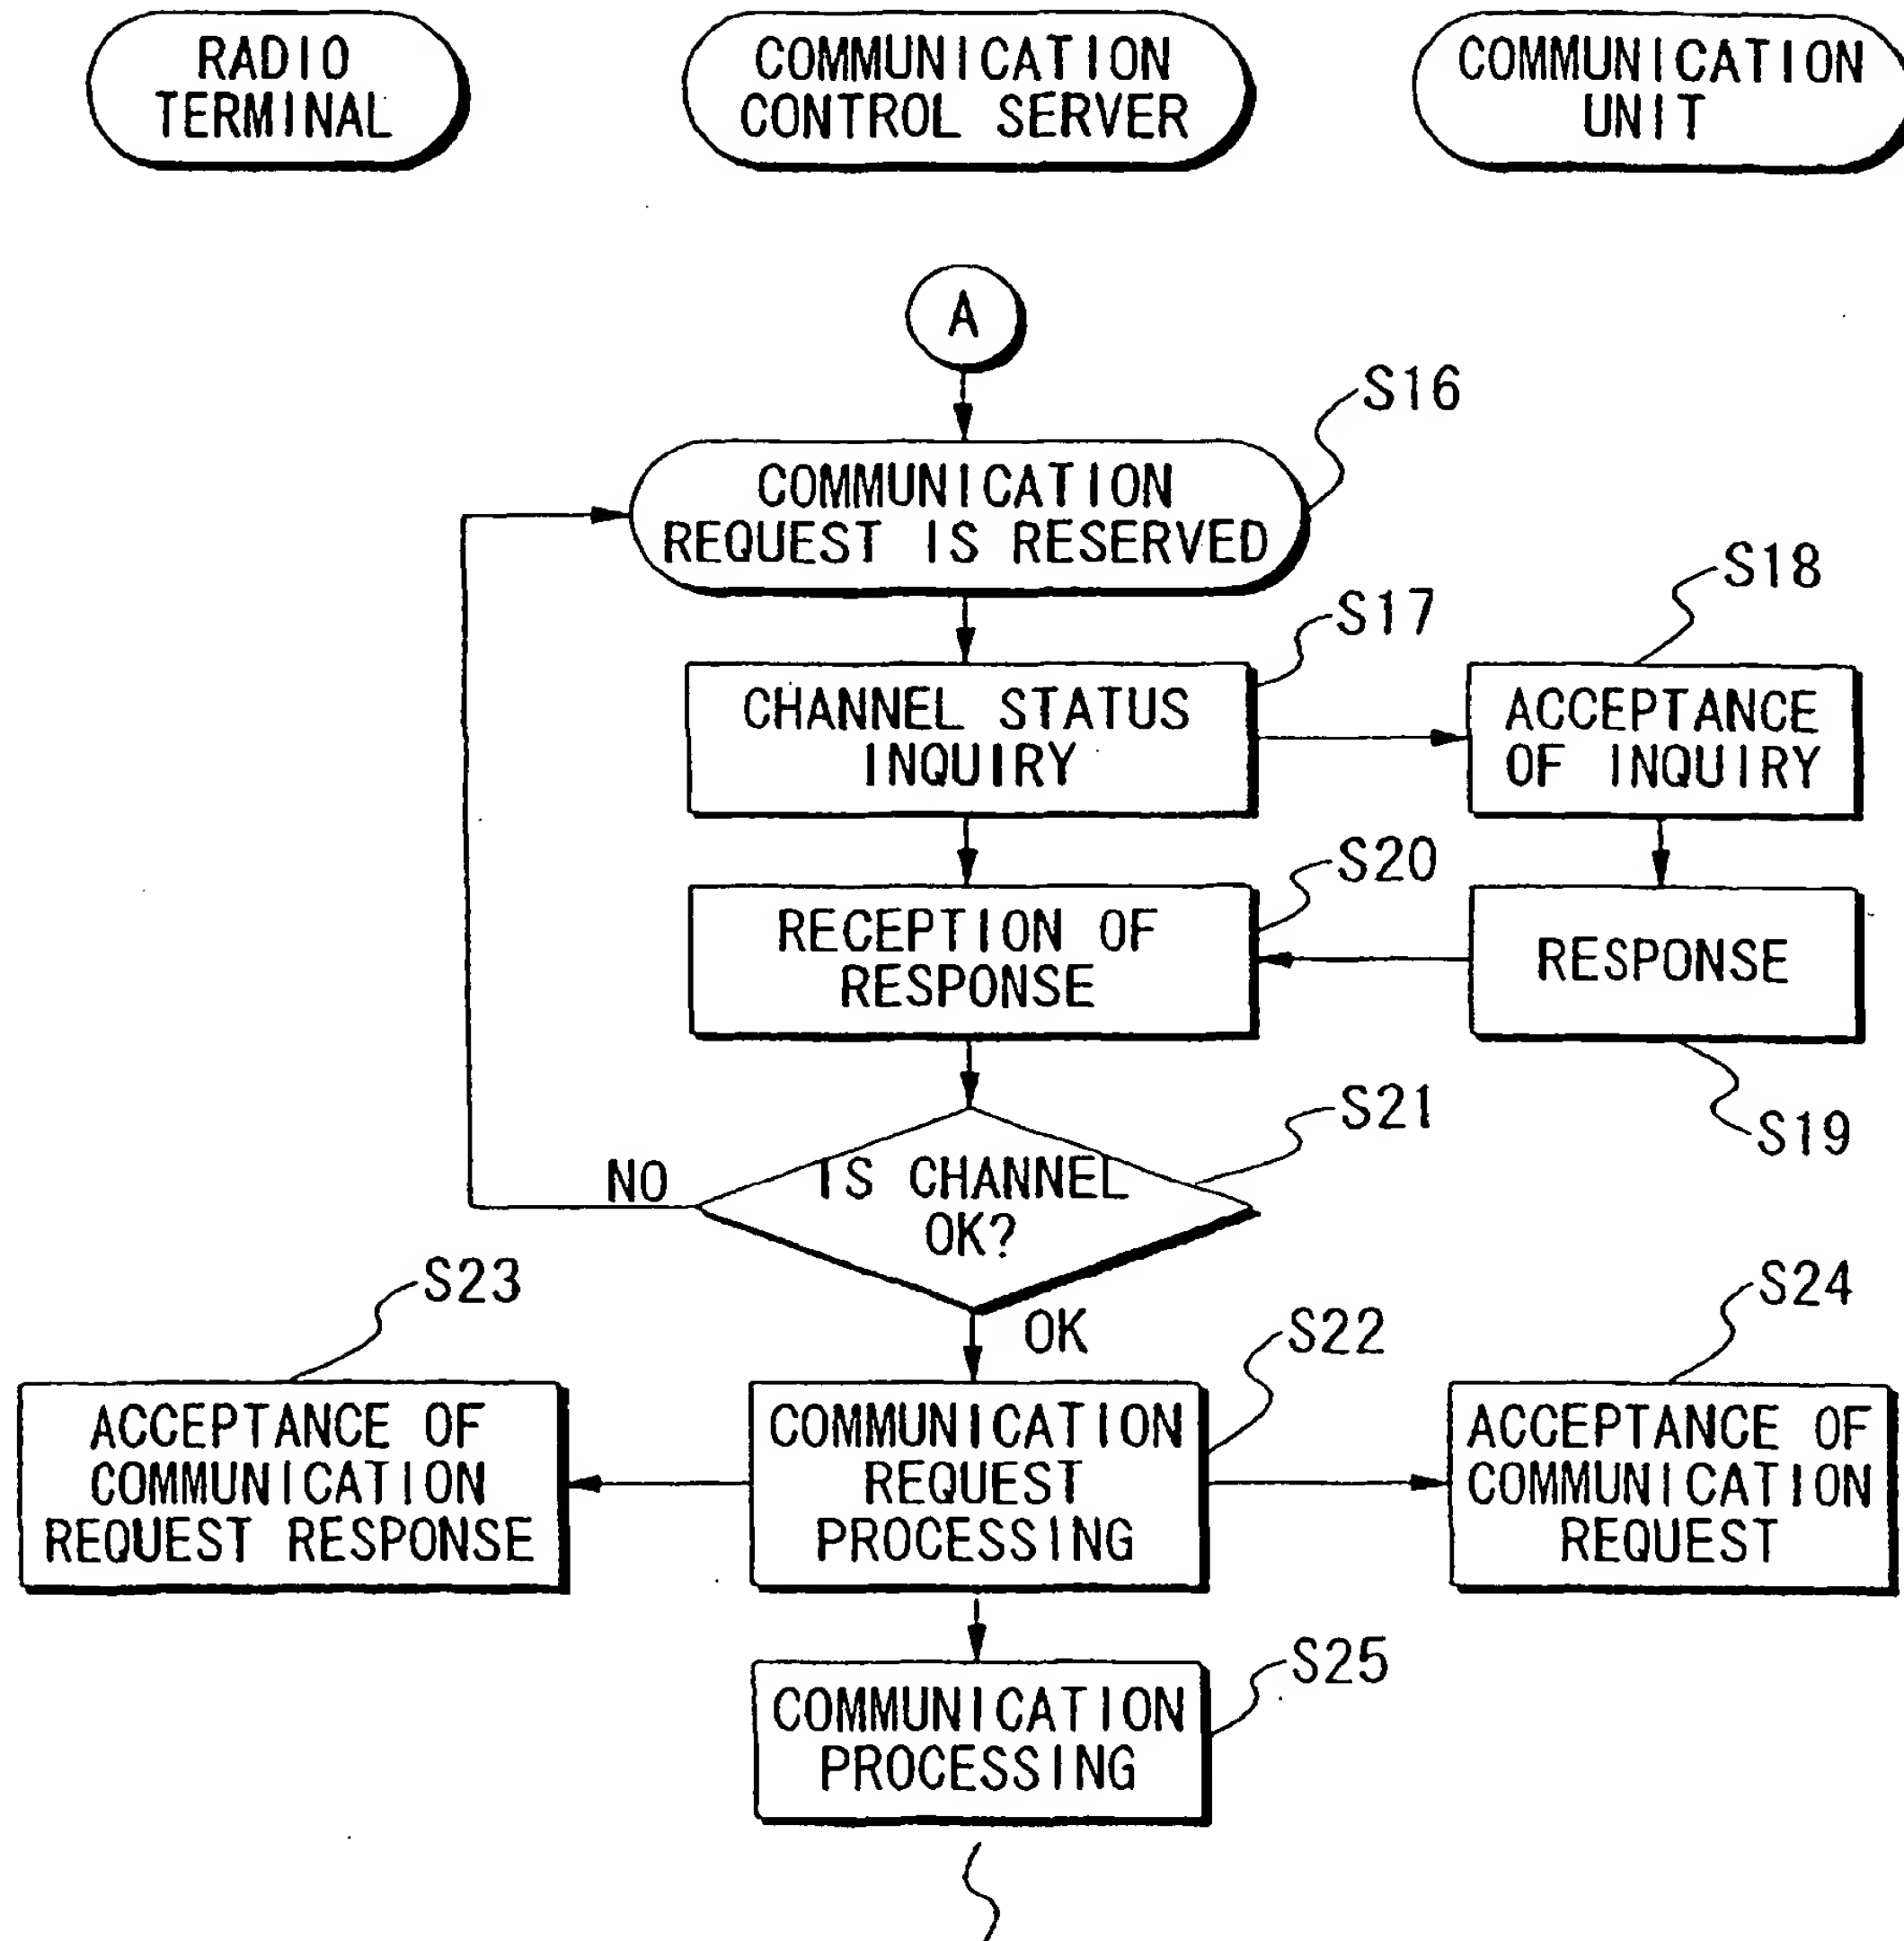 RADIO
TERMINAL
COMMUNICATION
CONTROL SERVER
COMMUNICATION
UNIT
A
S16
COMMUNICATION
REQUEST IS RESERVED
S17
S18
CHANNEL STATUS
INQUIRY
ACCEPTANCE
OF INQUIRY
S20
RECEPTION OF
RESPONSE
RESPONSE
S19
S21
IS CHANNEL
OK?
NO
OK
S23
S22
S24
ACCEPTANCE OF
COMMUNICATION
REQUEST RESPONSE
COMMUNICATION
REQUEST
PROCESSING
ACCEPTANCE OF
COMMUNICATION
REQUEST
S25
COMMUNICATION
PROCESSING